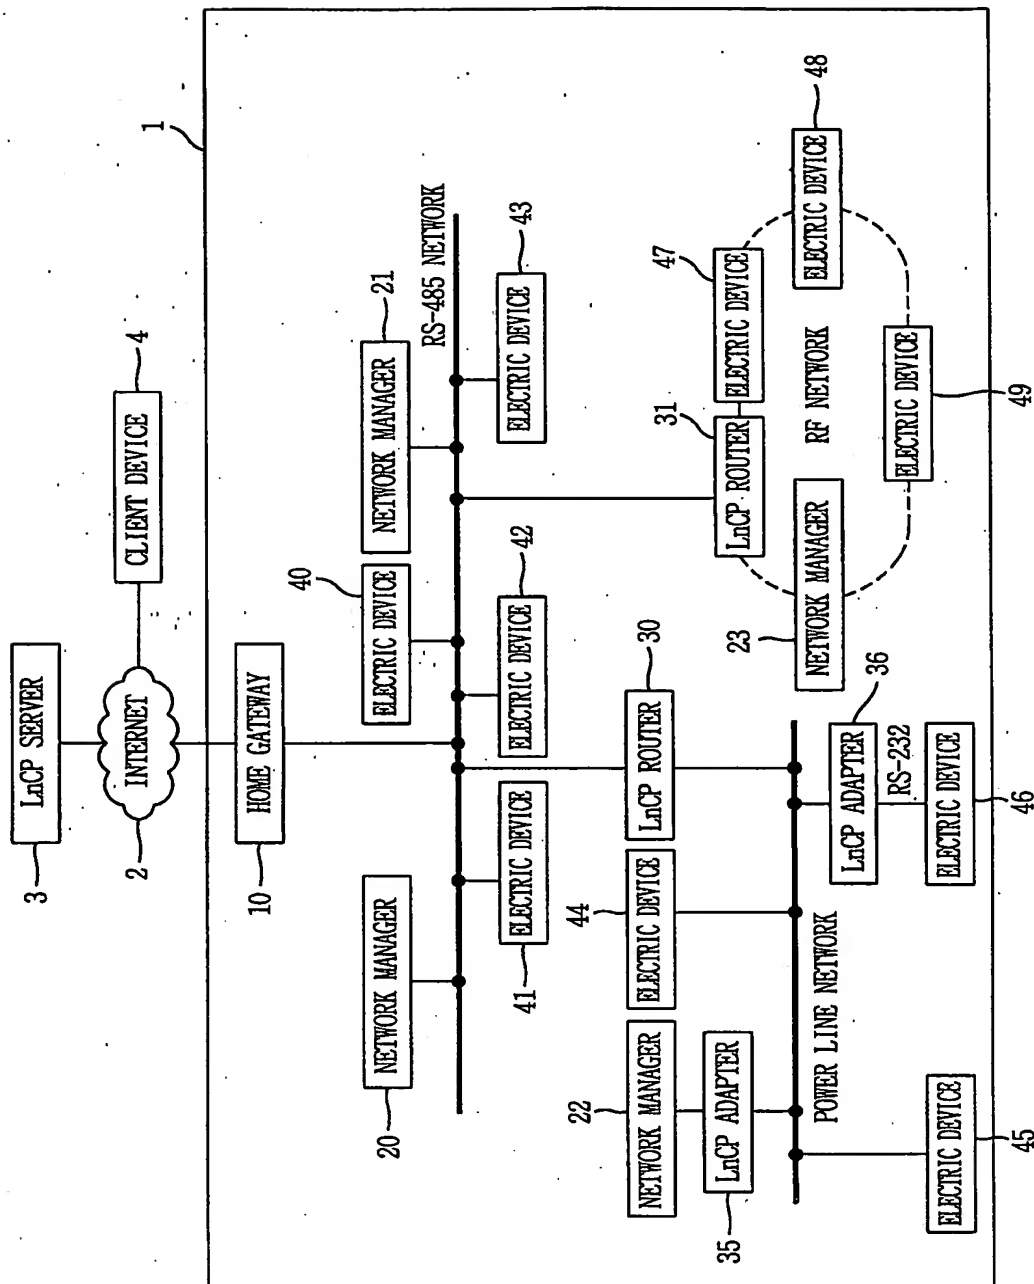 3
LnCP SERVER
2
INTERNET
CLIENT DEVICE
4
1
10
HOME GATEWAY
20
NETWORK MANAGER
ELECTRIC DEVICE
40
NETWORK MANAGER
21
RS-485 NETWORK
ELECTRIC DEVICE
41
ELECTRIC DEVICE
42
ELECTRIC DEVICE
43
22
NETWORK MANAGER
44
ELECTRIC DEVICE
LnCP ROUTER
30
35
LnCP ADAPTER
LnCP ROUTER
31
ELECTRIC DEVICE
47
POWER LINE NETWORK
23
NETWORK MANAGER
RF NETWORK
ELECTRIC DEVICE
48
LnCP ADAPTER
36
RS-232
ELECTRIC DEVICE
45
ELECTRIC DEVICE
46
ELECTRIC DEVICE
49